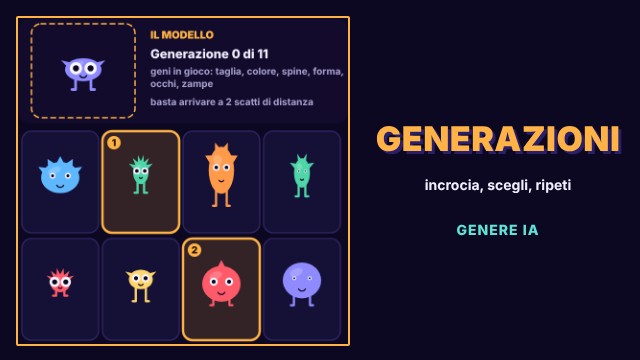 IL MODELLO
Generazione 0 di 11
geni in gioco: taglia, colore, spine, forma,
occhi, zampe
basta arrivare a 2 scatti di distanza
1
2
GENERAZIONI
incrocia, scegli, ripeti
GENERE IA